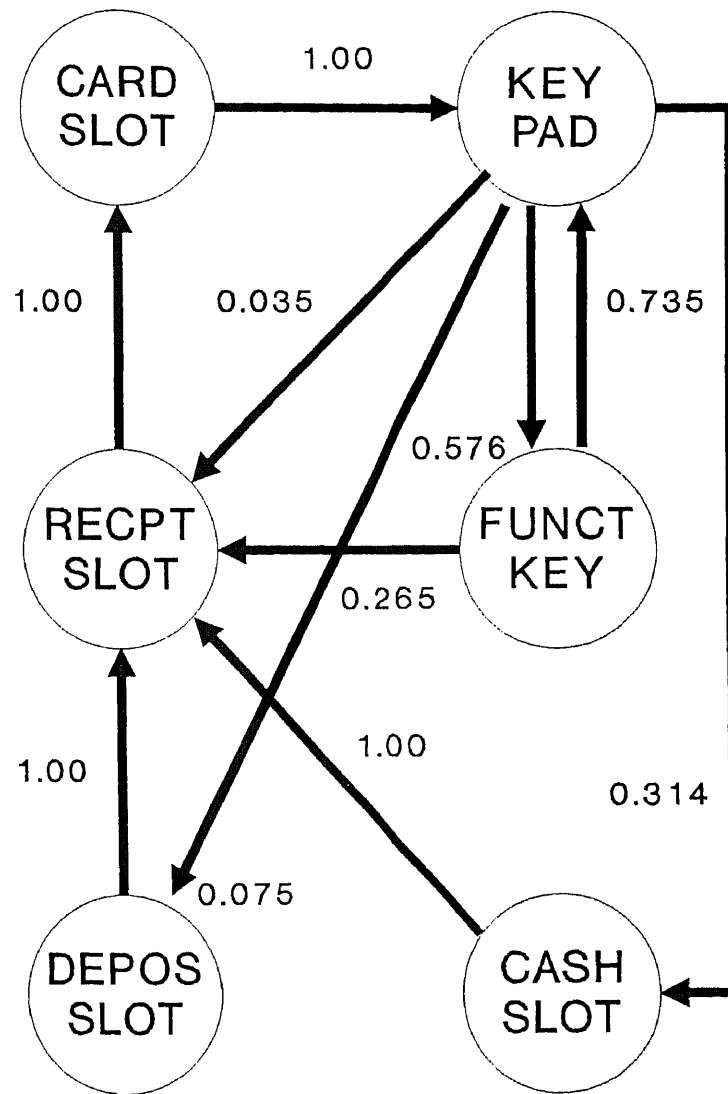 1.00
CARD
SLOT
KEY
PAD
1.00
0.035
0.735
0.576
RECPT
SLOT
FUNCT
KEY
0.265
1.00
1.00
0.314
0.075
DEPOS
SLOT
CASH
SLOT